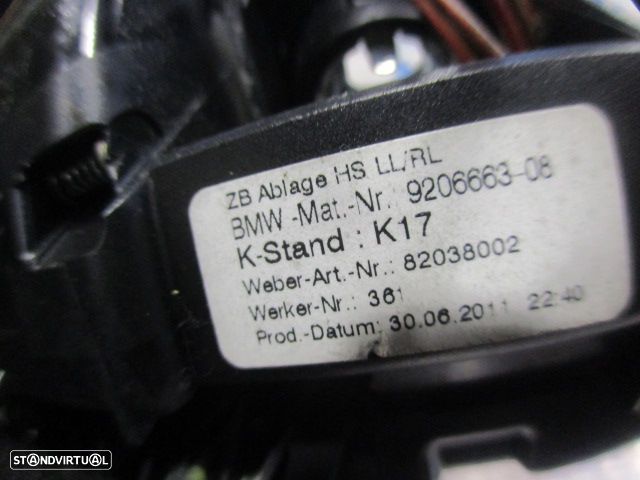 ZB Ablage HS LL/RL
BMW -Mat.-Nr.: 9206663-08
K-Stand : K17
Weber-Art.-Nr.: 82038002
Werker-Nr.: 361
Prod.-Datum: 30.06.2011 22:40
STANDVIRTUAL